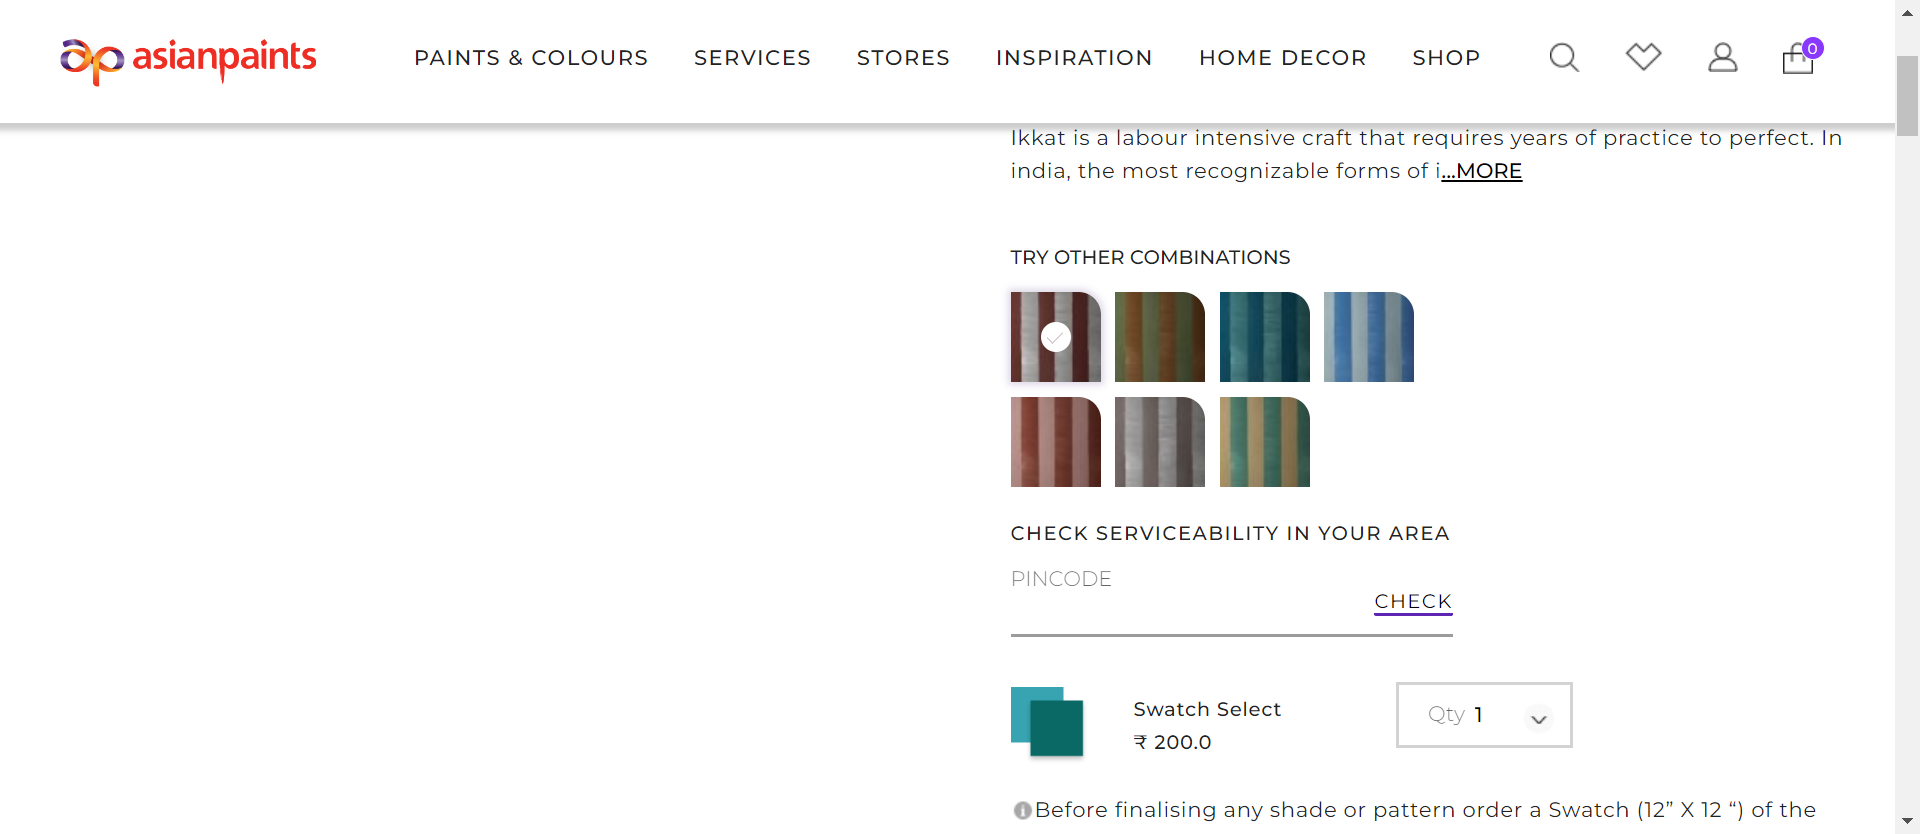 asianpaints
PAINTS & COLOURS SERVICES STORES INSPIRATION HOME DECOR SHOP 0
Ikkat is a labour intensive craft that requires years of practice to perfect. In
india, the most recognizable forms of i...MORE
TRY OTHER COMBINATIONS
CHECK SERVICEABILITY IN YOUR AREA
PINCODE
CHECK
Swatch Select
₹ 200.0
Qty 1
Before finalising any shade or pattern order a Swatch (12” X 12 “) of the